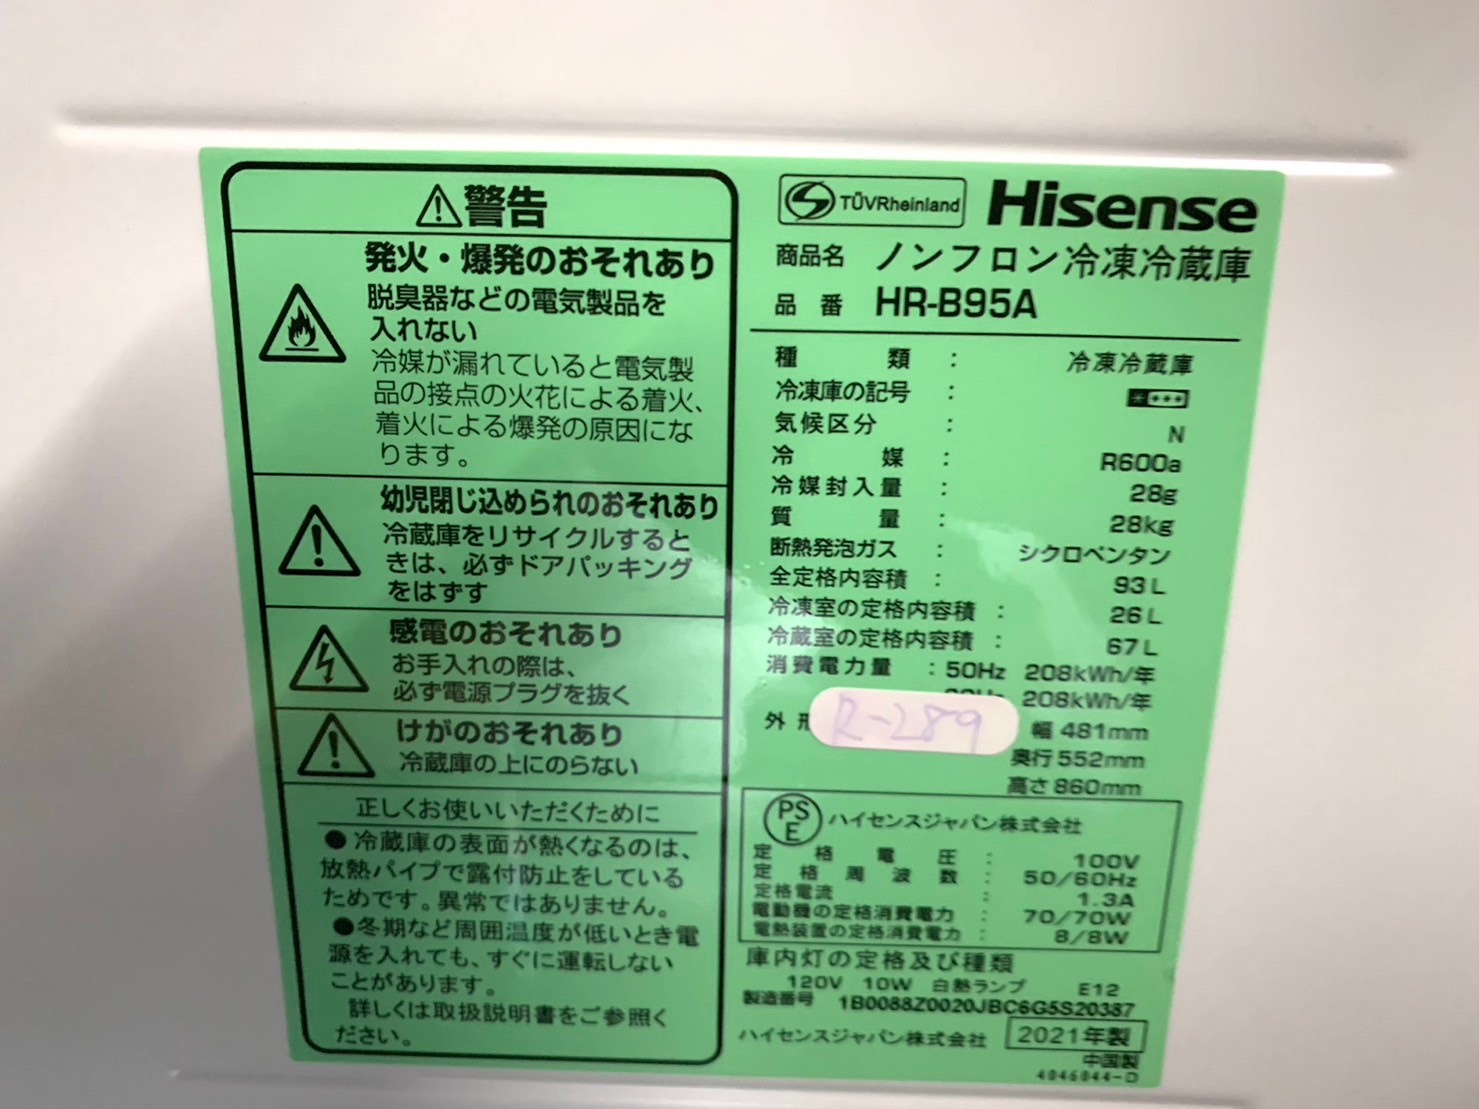 警告
発火・爆発のおそれあり
脱臭器などの電気製品を
入れない
冷媒が漏れていると電気製
品の接点の火花による着火、
着火による爆発の原因にな
ります。
幼児閉じ込められのおそれあり
冷蔵庫をリサイクルすると
きは、必ずドアパッキング
をはずす
感電のおそれあり
お手入れの際は、
必ず電源プラグを抜く
けがのおそれあり
冷蔵庫の上にのらない
正しくお使いいただくために
●冷蔵庫の表面が熱くなるのは、
放熱パイプで露付防止をしている
ためです。異常ではありません。
●冬期など周囲温度が低いとき電
源を入れても、すぐに運転しない
ことがあります。
詳しくは取扱説明書をご参照く
ださい。
TÜVRheinland Hisense
商品名 ノンフロン冷凍冷蔵庫
品番 HR-B95A
種類 : 冷凍冷蔵庫
冷凍庫の記号 :
気候区分 : N
冷媒 : R600a
冷媒封入量 : 28g
質量 : 28kg
断熱発泡ガス : シクロペンタン
全定格内容積 : 93L
冷凍室の定格内容積 : 26L
冷蔵室の定格内容積 : 67L
消費電力量 : 50Hz 208kWh/年
208kWh/年
外形 幅 481mm
R-289
奥行 552mm
高さ 860mm
PSE ハイセンスジャパン株式会社
定格電圧 : 100V
定格周波数 : 50/60Hz
定格電流 : 1.3A
電動機の定格消費電力 : 70/70W
電熱装置の定格消費電力 : 8/8W
庫内灯の定格及び種類
120V 10W 白熱ランプ E12
製造番号 1B0088Z0020JBC6G5S20387
ハイセンスジャパン株式会社 2021年製
中国製
4046044-D